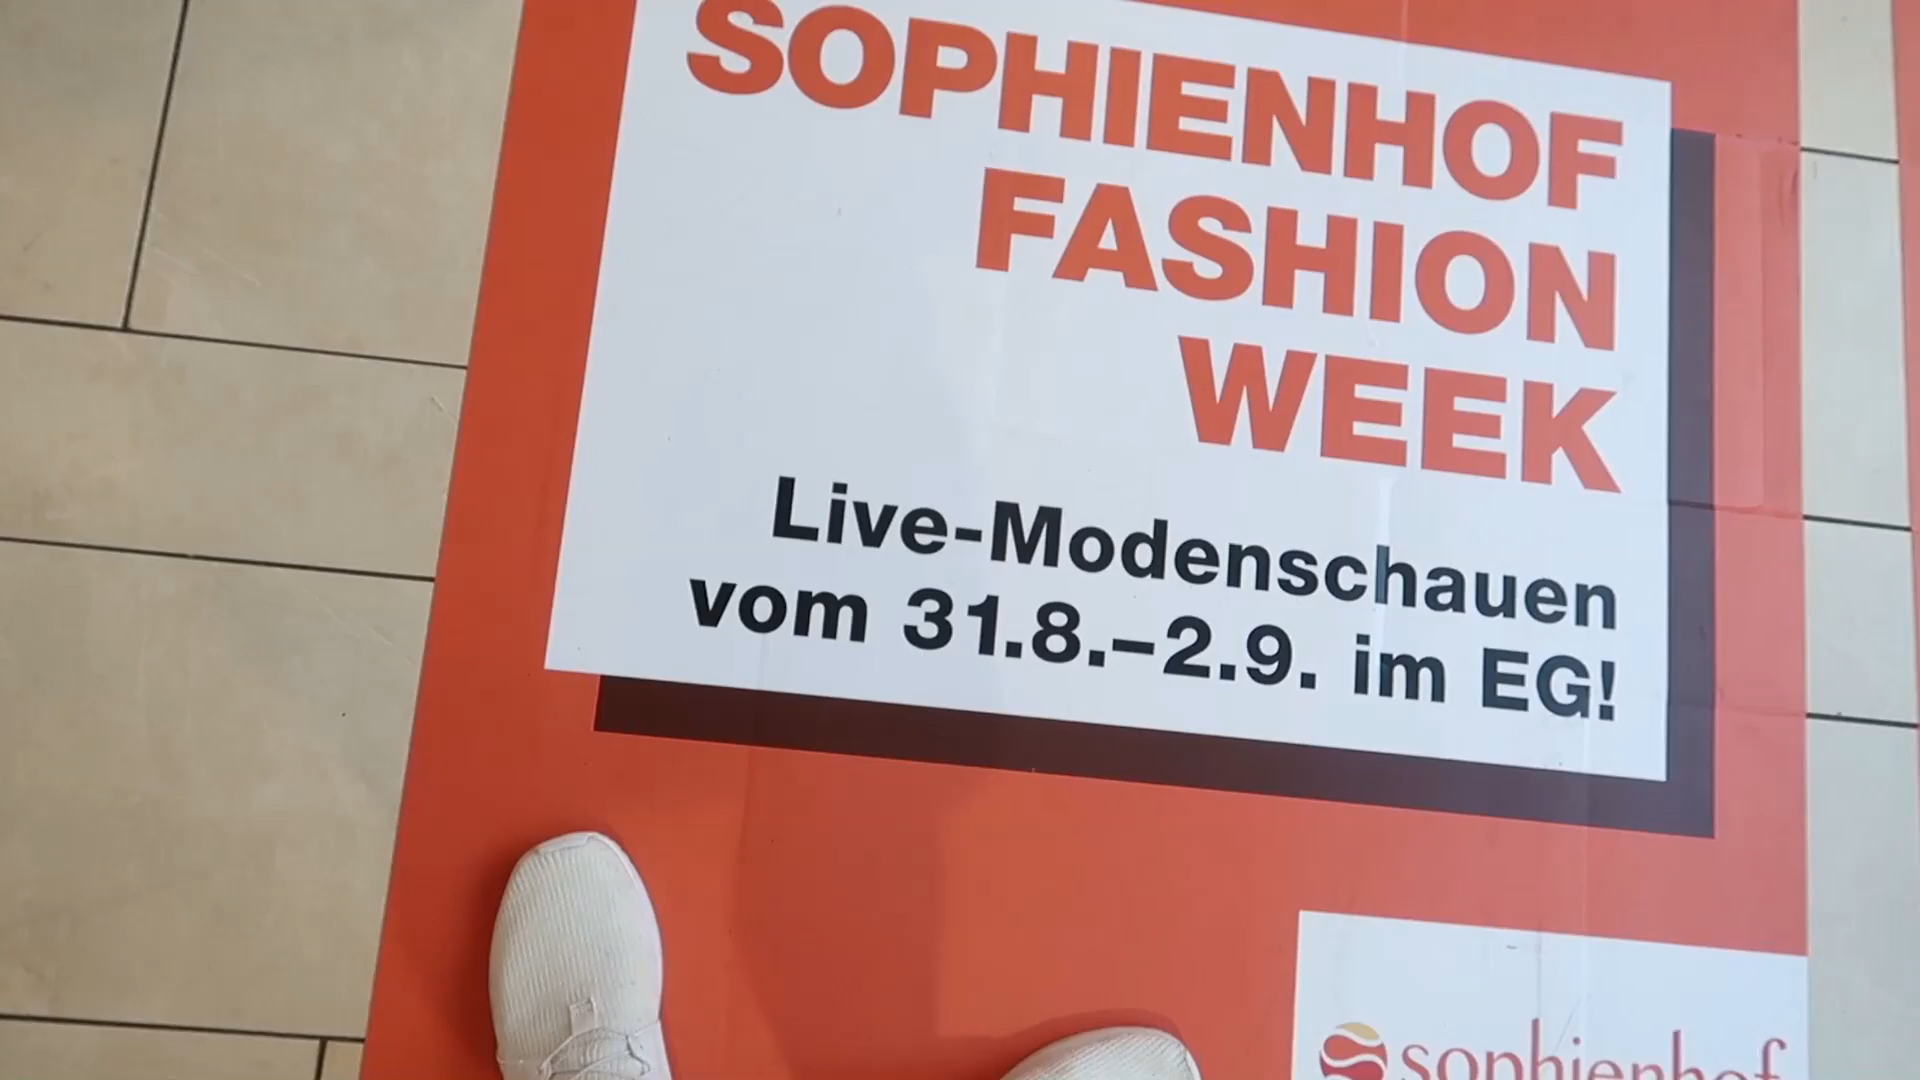 SOPHIENHOF
FASHION
WEEK
Live-Modenschauen
vom 31.8.–2.9. im EG!
sophienhof